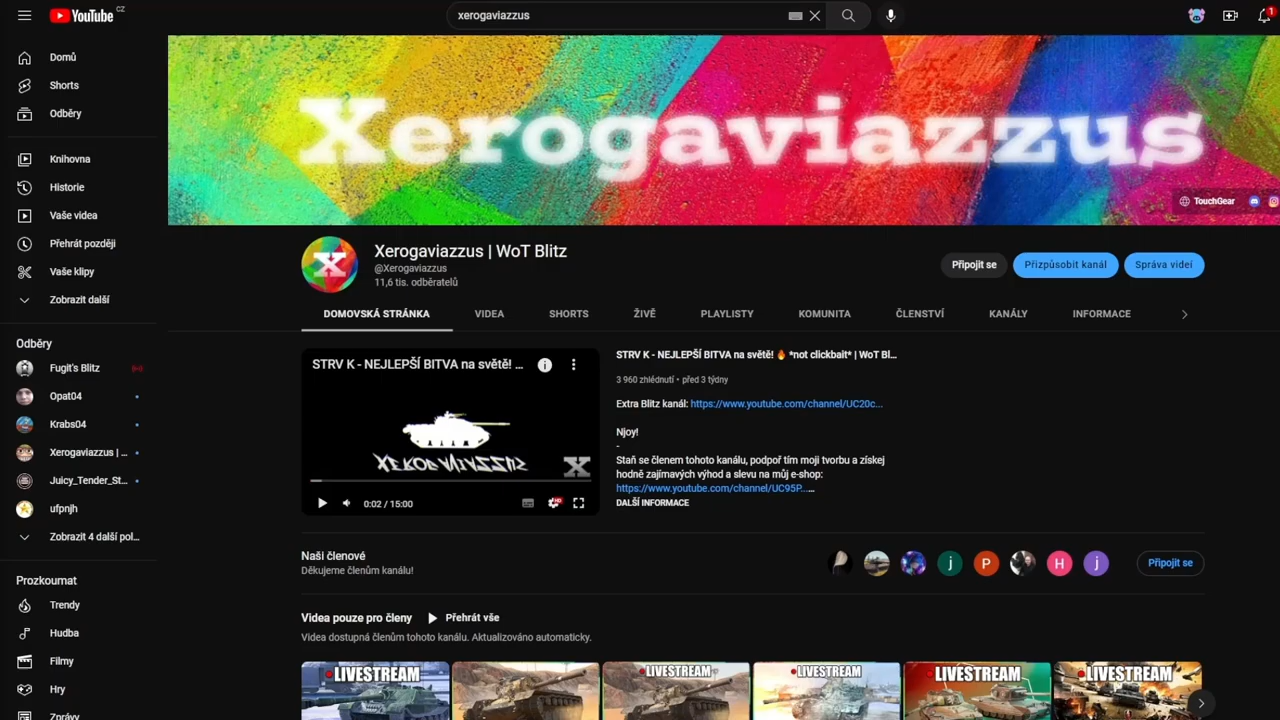 YouTube CZ
xerogaviazzus
1
Domů
Shorts
Odběry
Knihovna
Historie
Vaše videa
Přehrát později
Vaše klipy
Zobrazit další
Odběry
Fugit's Blitz
Opat04
Krabs04
Xerogaviazzus | ...
Juicy_Tender_St...
ufpnjh
Zobrazit 4 další pol...
Prozkoumat
Trendy
Hudba
Filmy
Hry
Zprávy
Xerogaviazzus
TouchGear
X
Xerogaviazzus | WoT Blitz
@Xerogaviazzus
11,6 tis. odběratelů
Připojit se
Přizpůsobit kanál
Správa videí
DOMOVSKÁ STRÁNKA
VIDEA
SHORTS
ŽIVĚ
PLAYLISTY
KOMUNITA
ČLENSTVÍ
KANÁLY
INFORMACE
STRV K - NEJLEPŠÍ BITVA na světě! ...
XEROGAVIAZZUS
X
0:02 / 15:00
HD
STRV K - NEJLEPŠÍ BITVA na světě! 🔥 *not clickbait* | WoT Bl...
3 960 zhlédnutí • před 3 týdny
Extra Blitz kanál: https://www.youtube.com/channel/UC20c...
Njoy!
-
Staň se členem tohoto kanálu, podpoř tím moji tvorbu a získej
hodně zajímavých výhod a slevu na můj e-shop:
https://www.youtube.com/channel/UC95P...
...
DALŠÍ INFORMACE
Naši členové
Děkujeme členům kanálu!
j
P
H
j
Připojit se
Videa pouze pro členy
Přehrát vše
Videa dostupná členům tohoto kanálu. Aktualizováno automaticky.
LIVESTREAM
LIVESTREAM
LIVESTREAM
LIVESTREAM
LIVESTREAM